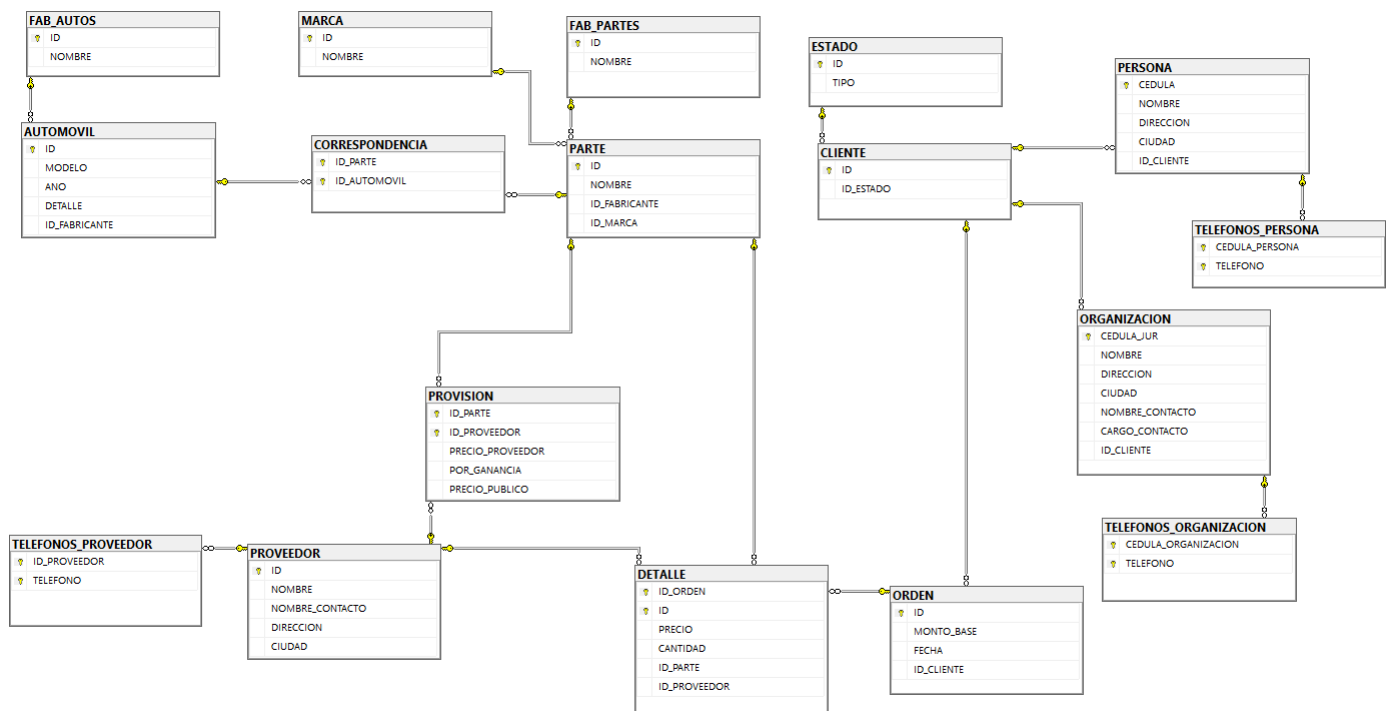 FAB_AUTOS
ID
NOMBRE
MARCA
ID
NOMBRE
FAB_PARTES
ID
NOMBRE
ESTADO
ID
TIPO
PERSONA
CEDULA
NOMBRE
DIRECCION
CIUDAD
ID_CLIENTE
AUTOMOVIL
ID
MODELO
ANO
DETALLE
ID_FABRICANTE
CORRESPONDENCIA
ID_PARTE
ID_AUTOMOVIL
PARTE
ID
NOMBRE
ID_FABRICANTE
ID_MARCA
CLIENTE
ID
ID_ESTADO
TELEFONOS_PERSONA
CEDULA_PERSONA
TELEFONO
ORGANIZACION
CEDULA_JUR
NOMBRE
DIRECCION
CIUDAD
NOMBRE_CONTACTO
CARGO_CONTACTO
ID_CLIENTE
PROVISION
ID_PARTE
ID_PROVEEDOR
PRECIO_PROVEEDOR
POR_GANANCIA
PRECIO_PUBLICO
TELEFONOS_PROVEEDOR
ID_PROVEEDOR
TELEFONO
PROVEEDOR
ID
NOMBRE
NOMBRE_CONTACTO
DIRECCION
CIUDAD
DETALLE
ID_ORDEN
ID
PRECIO
CANTIDAD
ID_PARTE
ID_PROVEEDOR
ORDEN
ID
MONTO_BASE
FECHA
ID_CLIENTE
TELEFONOS_ORGANIZACION
CEDULA_ORGANIZACION
TELEFONO